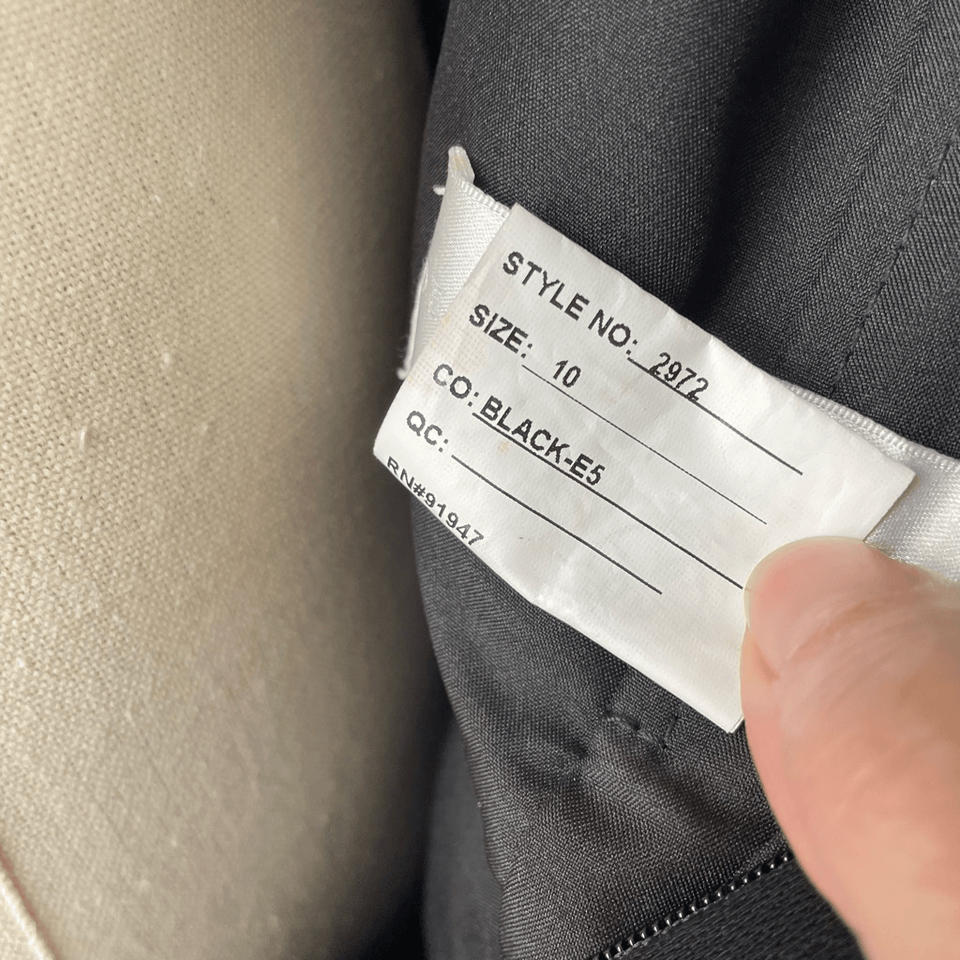 STYLE NO: 2972
SIZE: 10
CO: BLACK-E5
QC:
RN#91947